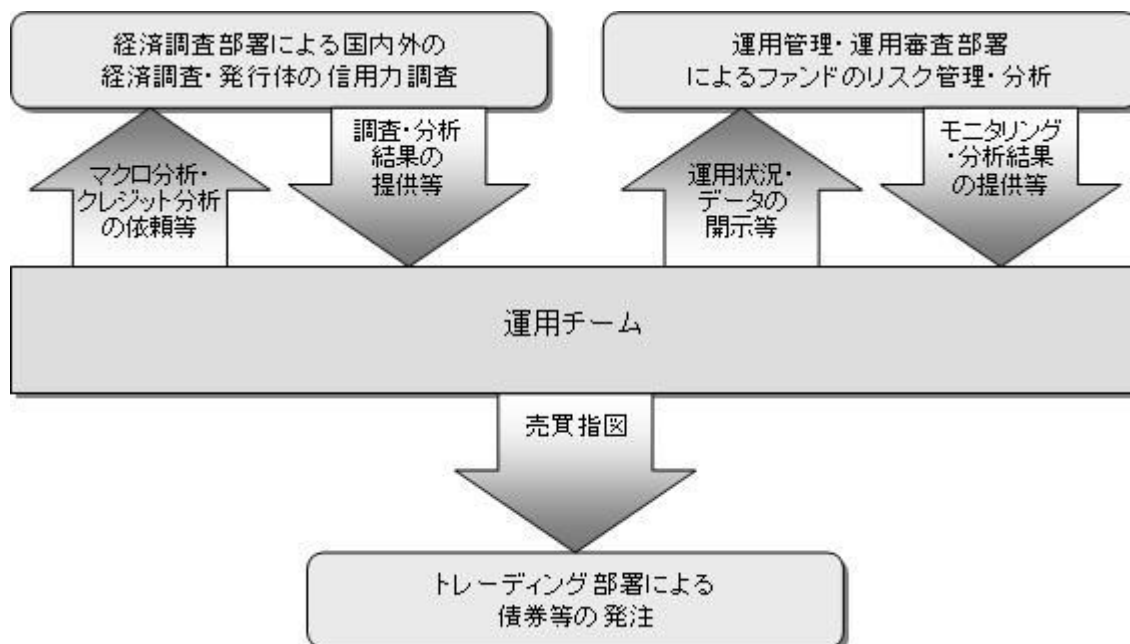 経済調査部署による国内外の
経済調査・発行体の信用力調査
運用管理・運用審査部署
によるファンドのリスク管理・分析
マクロ分析・
クレジット分析
の依頼等
調査・分析
結果の
提供等
運用状況・
データの
開示等
モニタリング
・分析結果
の提供等
運用チーム
売買指図
トレーディング部署による
債券等の発注